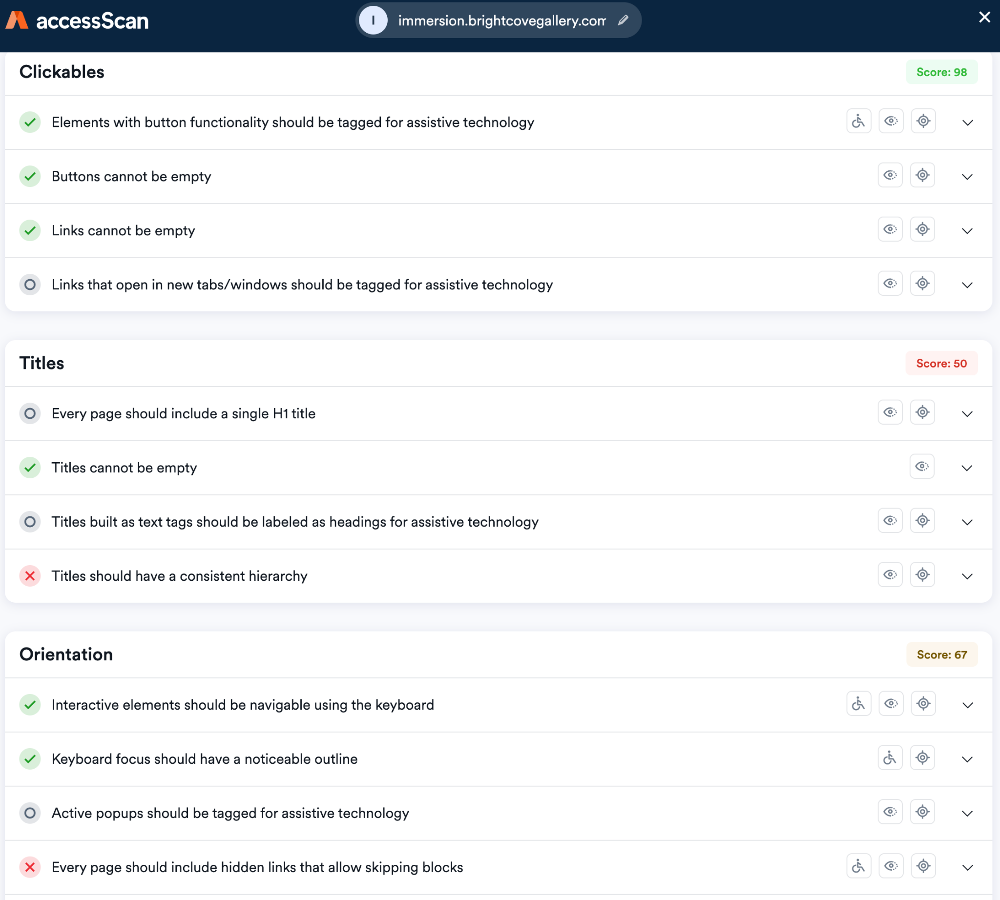 accessScan
I
immersion.brightcovegallery.com
Clickables
Score: 98
Elements with button functionality should be tagged for assistive technology
Buttons cannot be empty
Links cannot be empty
Links that open in new tabs/windows should be tagged for assistive technology
Titles
Score: 50
Every page should include a single H1 title
Titles cannot be empty
Titles built as text tags should be labeled as headings for assistive technology
Titles should have a consistent hierarchy
Orientation
Score: 67
Interactive elements should be navigable using the keyboard
Keyboard focus should have a noticeable outline
Active popups should be tagged for assistive technology
Every page should include hidden links that allow skipping blocks